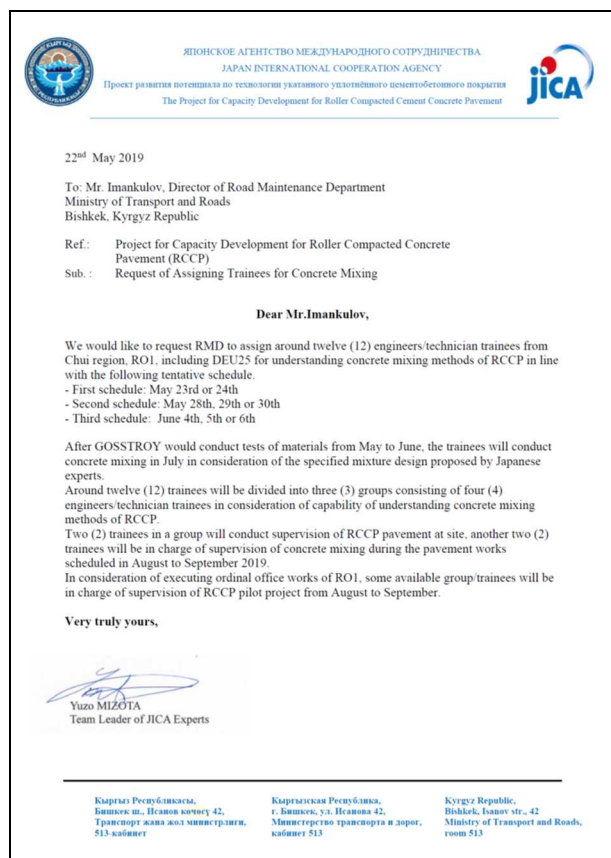 ЯПОНСКОЕ АГЕНТСТВО МЕЖДУНАРОДНОГО СОТРУДНИЧЕСТВА
JAPAN INTERNATIONAL COOPERATION AGENCY
Проект развития потенциала по технологии укатанного уплотнённого цементобетонного покрытия
The Project for Capacity Development for Roller Compacted Cement Concrete Pavement
jICA
22nd May 2019
To: Mr. Imankulov, Director of Road Maintenance Department
Ministry of Transport and Roads
Bishkek, Kyrgyz Republic
Ref.: Project for Capacity Development for Roller Compacted Concrete
Pavement (RCCP)
Sub. : Request of Assigning Trainees for Concrete Mixing
Dear Mr.Imankulov,
We would like to request RMD to assign around twelve (12) engineers/technician trainees from
Chui region, RO1, including DEU25 for understanding concrete mixing methods of RCCP in line
with the following tentative schedule.
- First schedule: May 23rd or 24th
- Second schedule: May 28th, 29th or 30th
- Third schedule: June 4th, 5th or 6th
After GOSSTROY would conduct tests of materials from May to June, the trainees will conduct
concrete mixing in July in consideration of the specified mixture design proposed by Japanese
experts.
Around twelve (12) trainees will be divided into three (3) groups consisting of four (4)
engineers/technician trainees in consideration of capability of understanding concrete mixing
methods of RCCP.
Two (2) trainees in a group will conduct supervision of RCCP pavement at site, another two (2)
trainees will be in charge of supervision of concrete mixing during the pavement works
scheduled in August to September 2019.
In consideration of executing ordinal office works of RO1, some available group/trainees will be
in charge of supervision of RCCP pilot project from August to September.
Very truly yours,
Yuzo MIZOTA
Team Leader of JICA Experts
Кыргыз Республикасы,
Бишкек ш., Исанов көчөсү 42,
Транспорт жана жол министрлиги,
513-кабинет
Кыргызская Республика,
г. Бишкек, ул. Исанова 42,
Министерство транспорта и дорог,
кабинет 513
Kyrgyz Republic,
Bishkek, Isanov str., 42
Ministry of Transport and Roads,
room 513